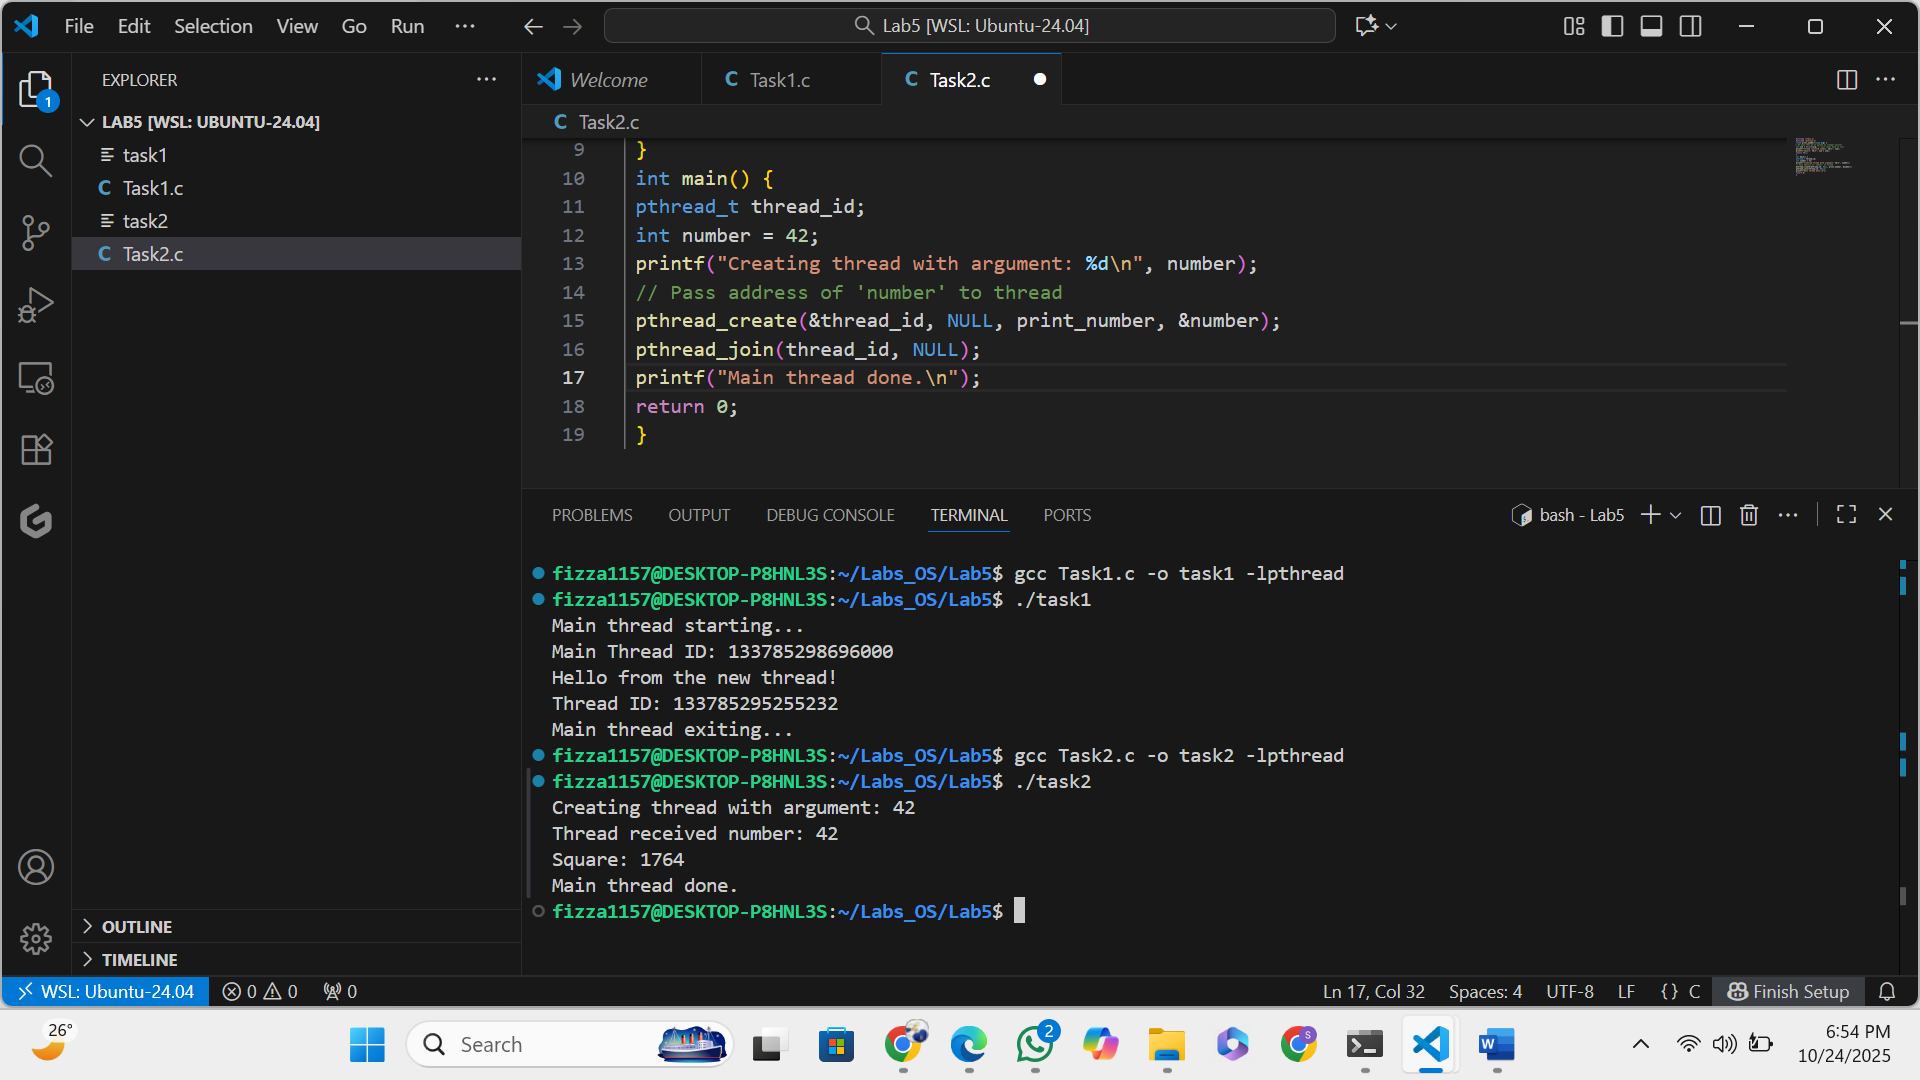 File Edit Selection View Go Run ··· Lab5 [WSL: Ubuntu-24.04]
EXPLORER ···
1
LAB5 [WSL: UBUNTU-24.04]
task1
C Task1.c
task2
C Task2.c
OUTLINE
TIMELINE
Welcome C Task1.c C Task2.c
C Task2.c
9 }
10 int main() {
11 pthread_t thread_id;
12 int number = 42;
13 printf("Creating thread with argument: %d\n", number);
14 // Pass address of 'number' to thread
15 pthread_create(&thread_id, NULL, print_number, &number);
16 pthread_join(thread_id, NULL);
17 printf("Main thread done.\n");
18 return 0;
19 }
PROBLEMS OUTPUT DEBUG CONSOLE TERMINAL PORTS bash - Lab5
fizza1157@DESKTOP-P8HNL3S:~/Labs_OS/Lab5$ gcc Task1.c -o task1 -lpthread
fizza1157@DESKTOP-P8HNL3S:~/Labs_OS/Lab5$ ./task1
Main thread starting...
Main Thread ID: 133785298696000
Hello from the new thread!
Thread ID: 133785295255232
Main thread exiting...
fizza1157@DESKTOP-P8HNL3S:~/Labs_OS/Lab5$ gcc Task2.c -o task2 -lpthread
fizza1157@DESKTOP-P8HNL3S:~/Labs_OS/Lab5$ ./task2
Creating thread with argument: 42
Thread received number: 42
Square: 1764
Main thread done.
fizza1157@DESKTOP-P8HNL3S:~/Labs_OS/Lab5$
WSL: Ubuntu-24.04 0 0 0 Ln 17, Col 32 Spaces: 4 UTF-8 LF {} C Finish Setup
26° Search 2 S W 6:54 PM
10/24/2025